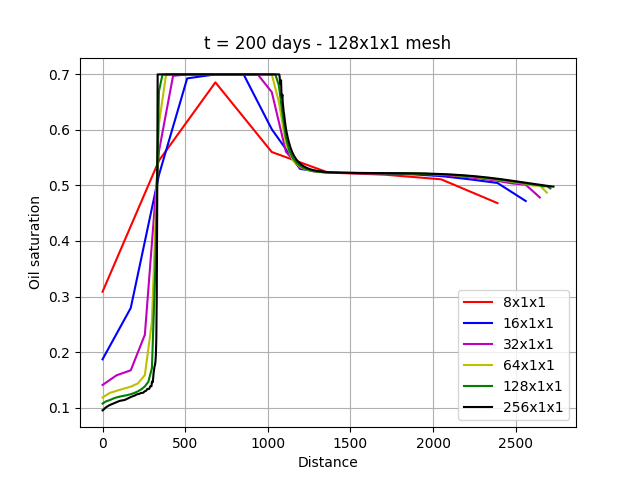 t = 200 days - 128x1x1 mesh
Oil saturation
0.7
0.6
0.5
0.4
0.3
0.2
0.1
8x1x1
16x1x1
32x1x1
64x1x1
128x1x1
256x1x1
0 500 1000 1500 2000 2500
Distance